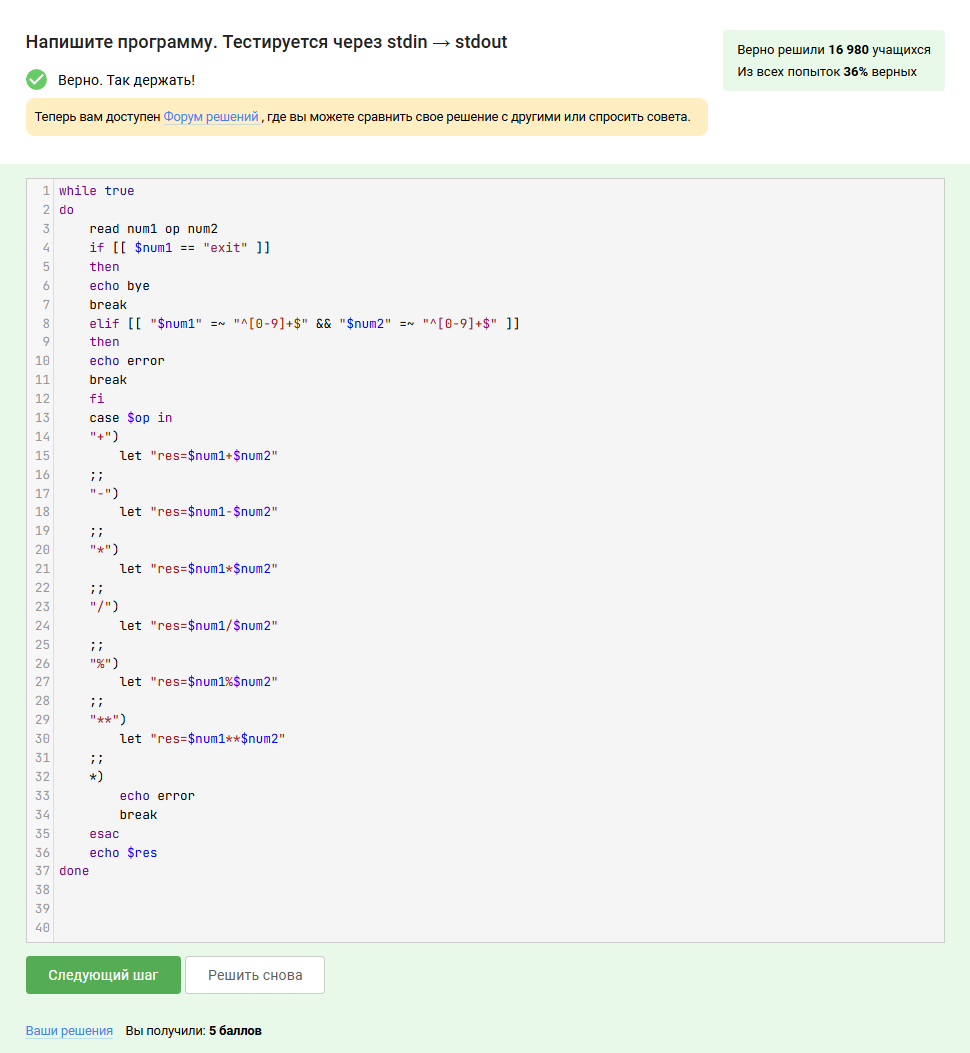 Напишите программу. Тестируется через stdin → stdout
Верно решили 16 980 учащихся
Из всех попыток 36% верных
Верно. Так держать!
Теперь вам доступен Форум решений , где вы можете сравнить свое решение с другими или спросить совета.
1 while true
2 do
3     read num1 op num2
4     if [[ $num1 == "exit" ]]
5     then
6     echo bye
7     break
8     elif [[ "$num1" =~ "^[0-9]+$" && "$num2" =~ "^[0-9]+$" ]]
9     then
10     echo error
11     break
12     fi
13     case $op in
14     "+")
15         let "res=$num1+$num2"
16     ;;
17     "-")
18         let "res=$num1-$num2"
19     ;;
20     "*")
21         let "res=$num1*$num2"
22     ;;
23     "/")
24         let "res=$num1/$num2"
25     ;;
26     "%")
27         let "res=$num1%$num2"
28     ;;
29     "**")
30         let "res=$num1**$num2"
31     ;;
32     *)
33         echo error
34         break
35     esac
36     echo $res
37 done
38
39
40
Следующий шаг
Решить снова
Ваши решения Вы получили: 5 баллов